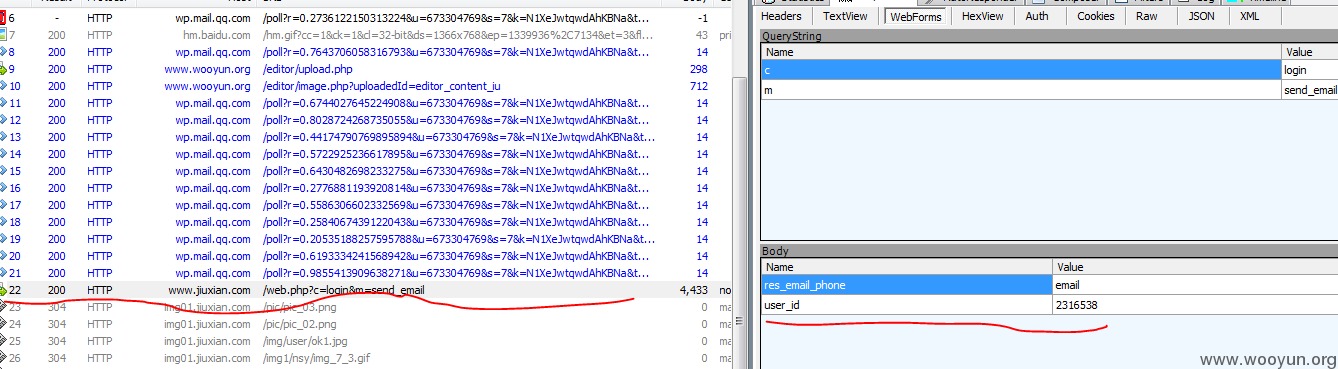 Result Protocol Host URL Body
6 - HTTP wp.mail.qq.com /poll?r=0.27361221503132​24&u=673304769&s=7&k=N1XeJwtqwdAhKBNa&t... -1
7 200 HTTP hm.baidu.com /hm.gif?cc=1&ck=1&cl=32-bit&ds=1366x768&ep=1339936%2C7134&et=3&fl... 43 pri
8 200 HTTP wp.mail.qq.com /poll?r=0.7643706058316793&u=673304769&s=7&k=N1XeJwtqwdAhKBNa&t... 14
9 200 HTTP www.wooyun.org /editor/upload.php 298
10 200 HTTP www.wooyun.org /editor/image.php?uploadedId=editor_content_iu 712
11 200 HTTP wp.mail.qq.com /poll?r=0.6744027645224908&u=673304769&s=7&k=N1XeJwtqwdAhKBNa&t... 14
12 200 HTTP wp.mail.qq.com /poll?r=0.8028724268735055&u=673304769&s=7&k=N1XeJwtqwdAhKBNa&t... 14
13 200 HTTP wp.mail.qq.com /poll?r=0.44174790769895894&u=673304769&s=7&k=N1XeJwtqwdAhKBNa&... 14
14 200 HTTP wp.mail.qq.com /poll?r=0.5722925236617895&u=673304769&s=7&k=N1XeJwtqwdAhKBNa&t... 14
15 200 HTTP wp.mail.qq.com /poll?r=0.6430482698233275&u=673304769&s=7&k=N1XeJwtqwdAhKBNa&t... 14
16 200 HTTP wp.mail.qq.com /poll?r=0.2776881193920814&u=673304769&s=7&k=N1XeJwtqwdAhKBNa&t... 14
17 200 HTTP wp.mail.qq.com /poll?r=0.5586306602332569&u=673304769&s=7&k=N1XeJwtqwdAhKBNa&... 14
18 200 HTTP wp.mail.qq.com /poll?r=0.2584067439122043&u=673304769&s=7&k=N1XeJwtqwdAhKBNa&t... 14
19 200 HTTP wp.mail.qq.com /poll?r=0.20535188257595788&u=673304769&s=7&k=N1XeJwtqwdAhKBNa&... 14
20 200 HTTP wp.mail.qq.com /poll?r=0.6193334241568942&u=673304769&s=7&k=N1XeJwtqwdAhKBNa&t... 14
21 200 HTTP wp.mail.qq.com /poll?r=0.9855413909638271&u=673304769&s=7&k=N1XeJwtqwdAhKBNa&t... 14
22 200 HTTP www.jiuxian.com /web.php?c=login&m=send_email 4,433 no
23 304 HTTP img01.jiuxian.com /pic/pic_03.png 0 ma
24 304 HTTP img01.jiuxian.com /pic/pic_02.png 0 ma
25 304 HTTP img01.jiuxian.com /img/user/ok1.jpg 0 ma
26 304 HTTP img01.jiuxian.com /img1/nsy/img_7_3.gif 0 ma
Headers TextView WebForms HexView Auth Cookies Raw JSON XML
QueryString
Name Value
c login
m send_email
Body
Name Value
res_email_phone email
user_id 2316538
www.wooyun.org